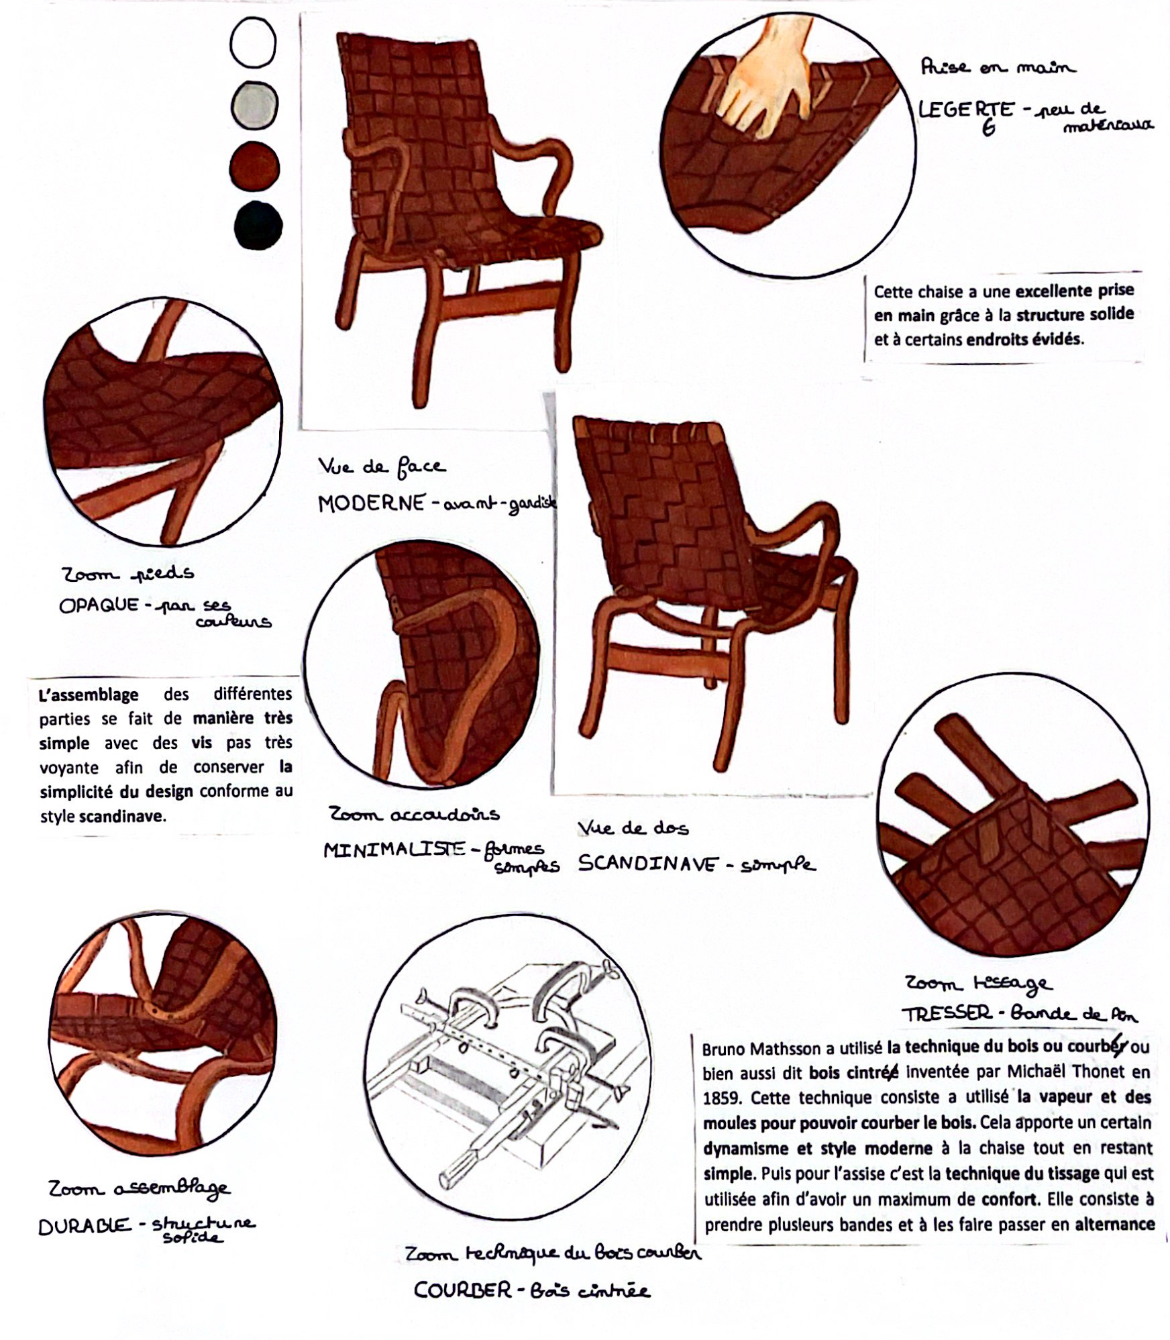 Prise en main
LEGERTE - peu de
é
matériaux
Cette chaise a une excellente prise
en main grâce à la structure solide
et à certains endroits évidés.
Vue de face
MODERNE - avant-gardiste
Zoom pieds
OPAQUE - par ses
couleurs
L'assemblage des différentes
parties se fait de manière très
simple avec des vis pas très
voyante afin de conserver la
simplicité du design conforme au
style scandinave.
Zoom accoudoirs
MINIMALISTE - formes
simples
Vue de dos
SCANDINAVE - simple
Zoom tissage
TRESSER - Bande de lin
Bruno Mathsson a utilisé la technique du bois ou courbé ou
bien aussi dit bois cintré inventée par Michaël Thonet en
1859. Cette technique consiste a utilisé la vapeur et des
moules pour pouvoir courber le bois. Cela apporte un certain
dynamisme et style moderne à la chaise tout en restant
simple. Puis pour l'assise c'est la technique du tissage qui est
utilisée afin d'avoir un maximum de confort. Elle consiste à
prendre plusieurs bandes et à les faire passer en alternance
Zoom assemblage
DURABLE - structure
solide
Zoom technique du bois courber
COURBER - Bois cintrée